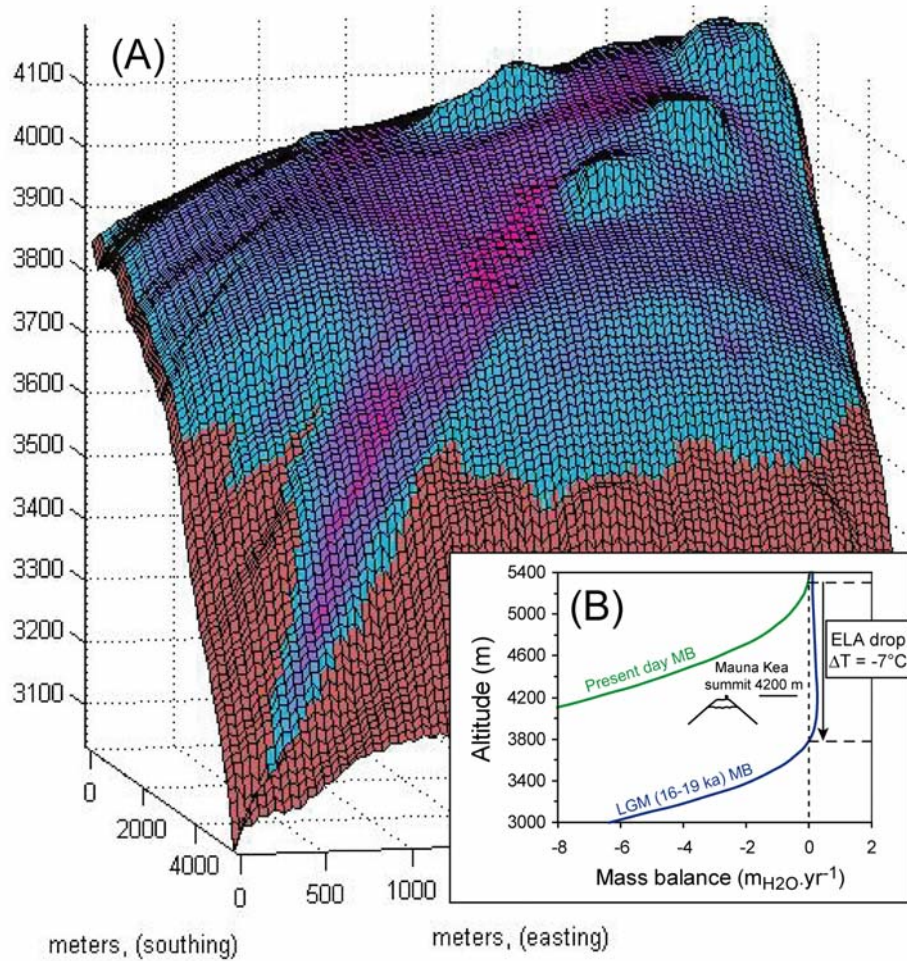 (A)
4100
4000
3900
3800
3700
3600
3500
3400
3300
3200
3100
0
2000
4000
0
500
1000
meters, (southing)
meters, (easting)
(B)
5400
5000
4600
4200
3800
3400
3000
Altitude (m)
Present day MB
Mauna Kea
summit 4200 m
ELA drop
ΔT = -7°C
LGM (16-19 ka) MB
-8
-6
-4
-2
0
2
Mass balance (mH2O.yr-1)